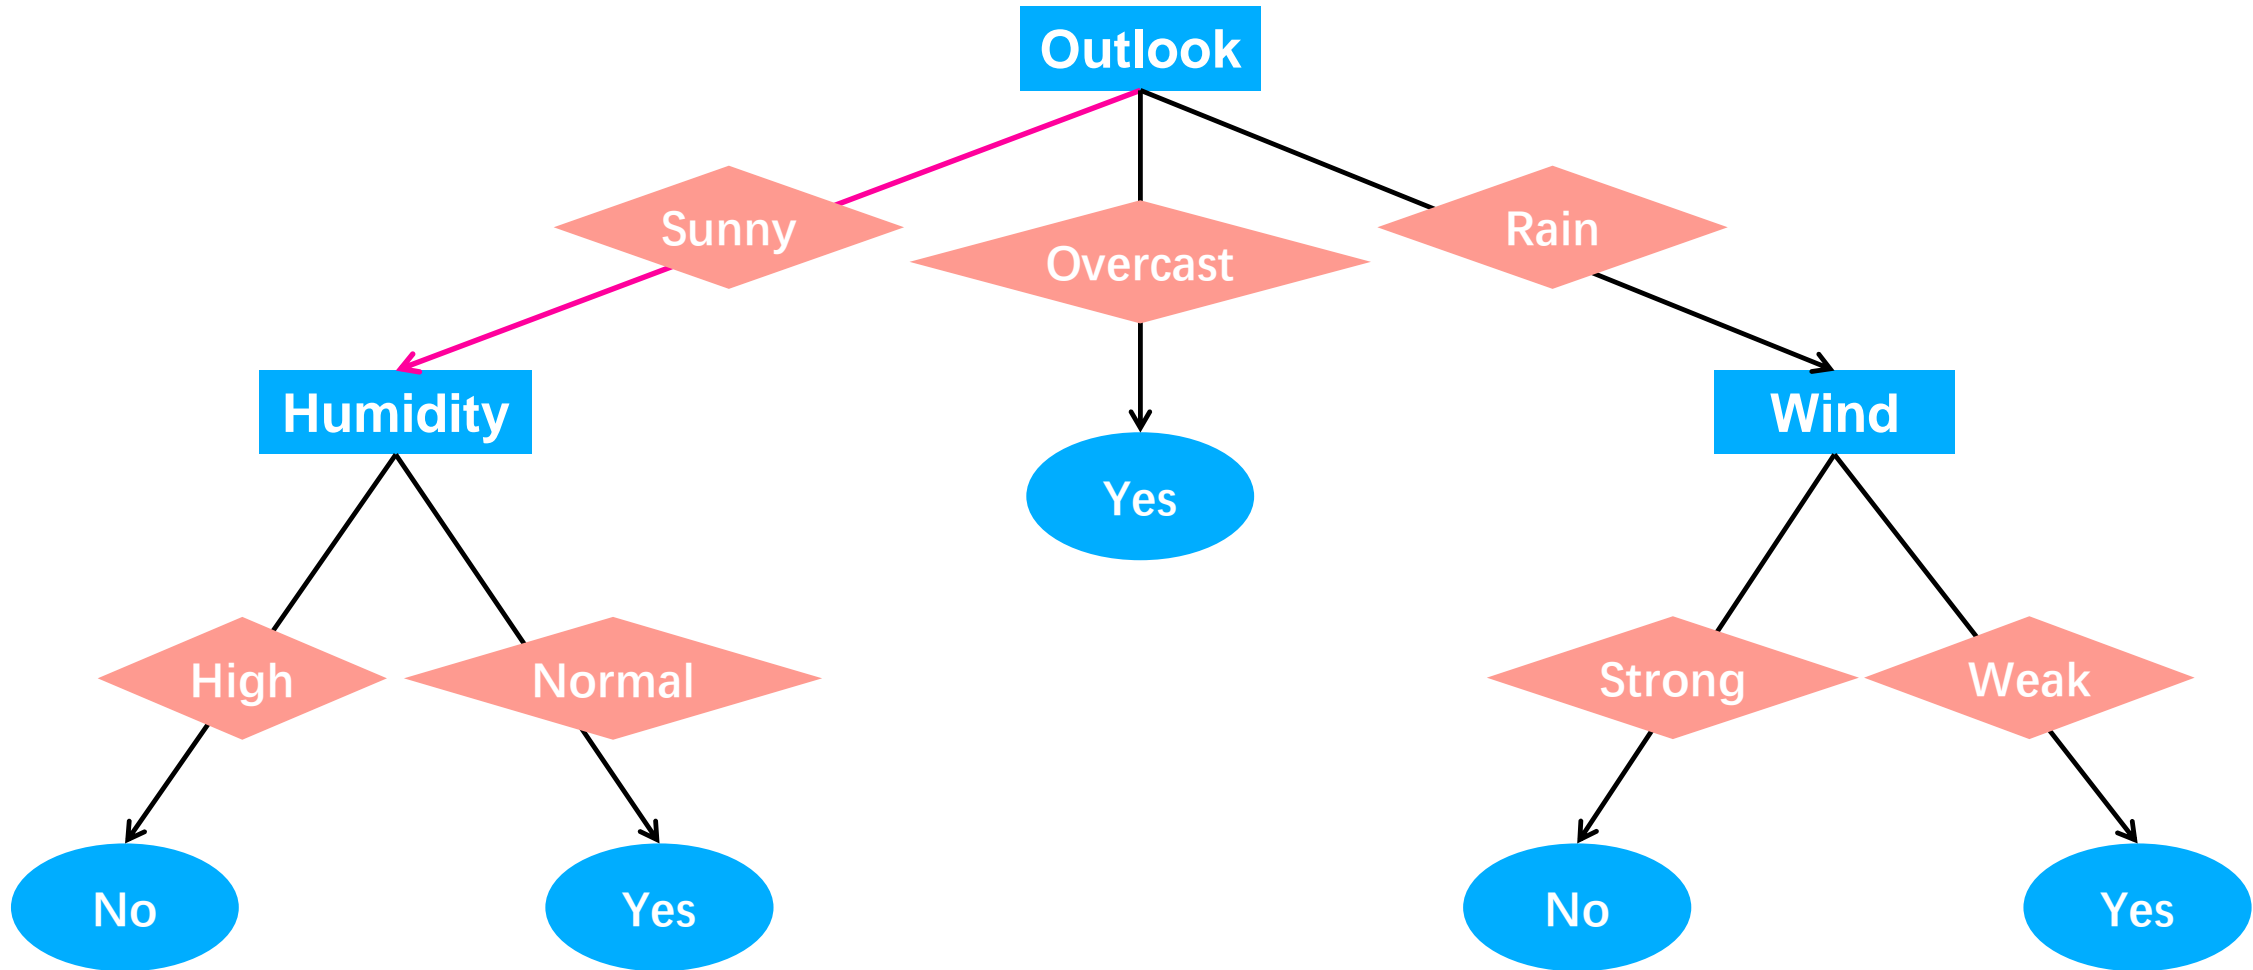 Outlook
Sunny
Overcast
Rain
Humidity
Wind
Yes
High
Normal
Strong
Weak
No
Yes
No
Yes